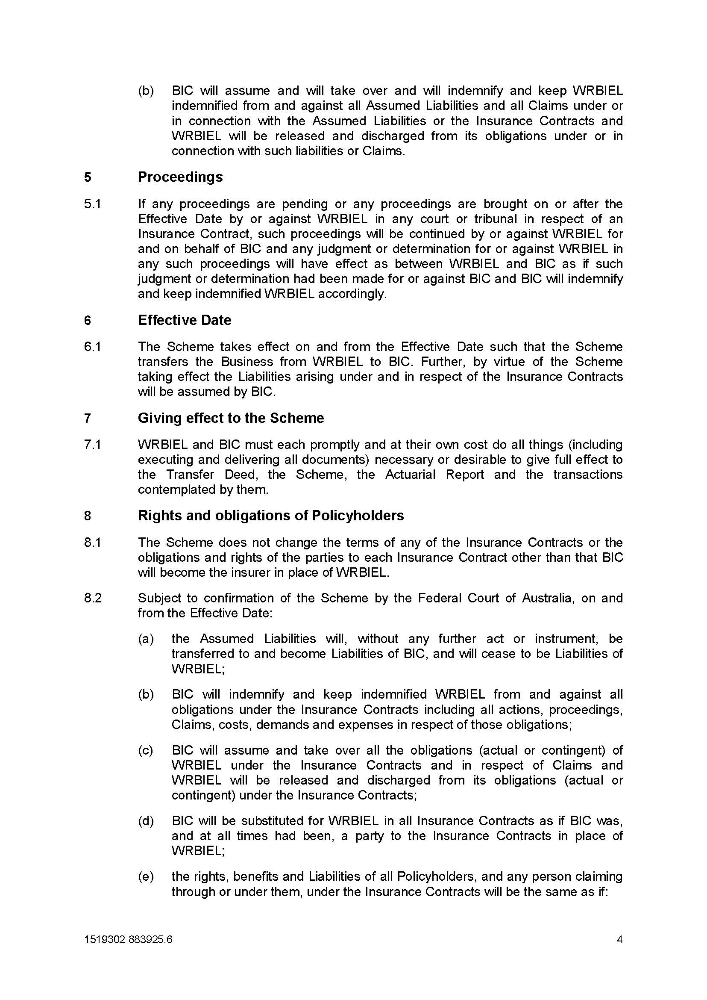 (b) BIC will assume and will take over and will indemnify and keep WRBIEL
indemnified from and against all Assumed Liabilities and all Claims under or
in connection with the Assumed Liabilities or the Insurance Contracts and
WRBIEL will be released and discharged from its obligations under or in
connection with such liabilities or Claims.
5 Proceedings
5.1 If any proceedings are pending or any proceedings are brought on or after the
Effective Date by or against WRBIEL in any court or tribunal in respect of an
Insurance Contract, such proceedings will be continued by or against WRBIEL for
and on behalf of BIC and any judgment or determination for or against WRBIEL in
any such proceedings will have effect as between WRBIEL and BIC as if such
judgment or determination had been made for or against BIC and BIC will indemnify
and keep indemnified WRBIEL accordingly.
6 Effective Date
6.1 The Scheme takes effect on and from the Effective Date such that the Scheme
transfers the Business from WRBIEL to BIC. Further, by virtue of the Scheme
taking effect the Liabilities arising under and in respect of the Insurance Contracts
will be assumed by BIC.
7 Giving effect to the Scheme
7.1 WRBIEL and BIC must each promptly and at their own cost do all things (including
executing and delivering all documents) necessary or desirable to give full effect to
the Transfer Deed, the Scheme, the Actuarial Report and the transactions
contemplated by them.
8 Rights and obligations of Policyholders
8.1 The Scheme does not change the terms of any of the Insurance Contracts or the
obligations and rights of the parties to each Insurance Contract other than that BIC
will become the insurer in place of WRBIEL.
8.2 Subject to confirmation of the Scheme by the Federal Court of Australia, on and
from the Effective Date:
(a) the Assumed Liabilities will, without any further act or instrument, be
transferred to and become Liabilities of BIC, and will cease to be Liabilities of
WRBIEL;
(b) BIC will indemnify and keep indemnified WRBIEL from and against all
obligations under the Insurance Contracts including all actions, proceedings,
Claims, costs, demands and expenses in respect of those obligations;
(c) BIC will assume and take over all the obligations (actual or contingent) of
WRBIEL under the Insurance Contracts and in respect of Claims and
WRBIEL will be released and discharged from its obligations (actual or
contingent) under the Insurance Contracts;
(d) BIC will be substituted for WRBIEL in all Insurance Contracts as if BIC was,
and at all times had been, a party to the Insurance Contracts in place of
WRBIEL;
(e) the rights, benefits and Liabilities of all Policyholders, and any person claiming
through or under them, under the Insurance Contracts will be the same as if:
1519302 883925.6 4